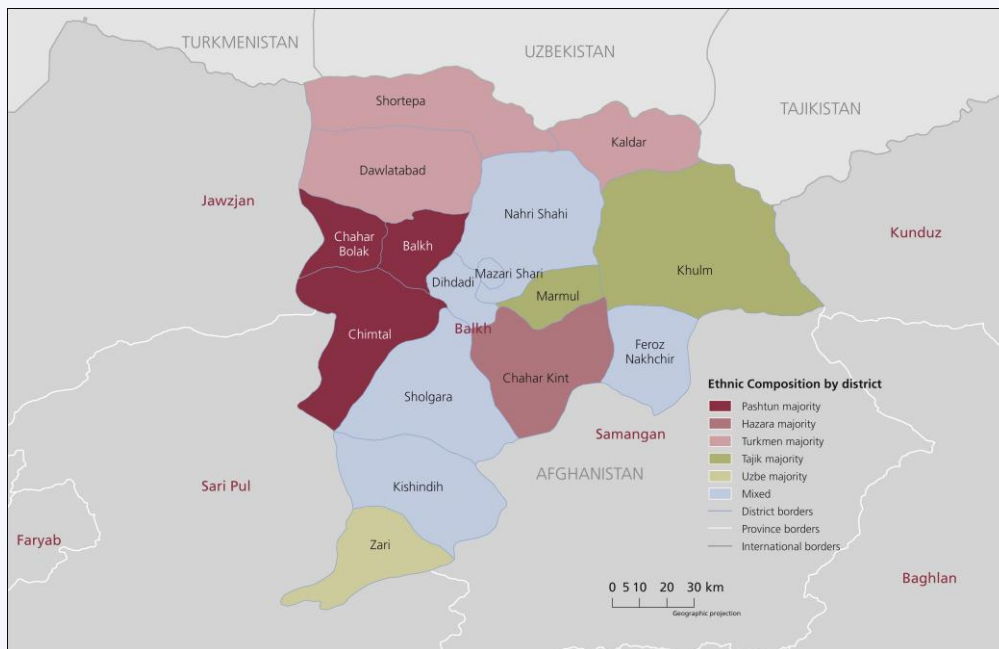 TURKMENISTAN
UZBEKISTAN
TAJIKISTAN
Shortepa
Kaldar
Dawlatabad
Jawzjan
Nahri Shahi
Kunduz
Chahar
Bolak
Balkh
Khulm
Mazari Shari
Dihdadi
Marmul
Balkh
Chimtal
Feroz
Nakhchir
Chahar Kint
Sholgara
Samangan
AFGHANISTAN
Sari Pul
Kishindih
Faryab
Zari
Baghlan
Ethnic Composition by district
Pashtun majority
Hazara majority
Turkmen majority
Tajik majority
Uzbe majority
Mixed
District borders
Province borders
International borders
0 5 10 20 30 km
Geographic projection